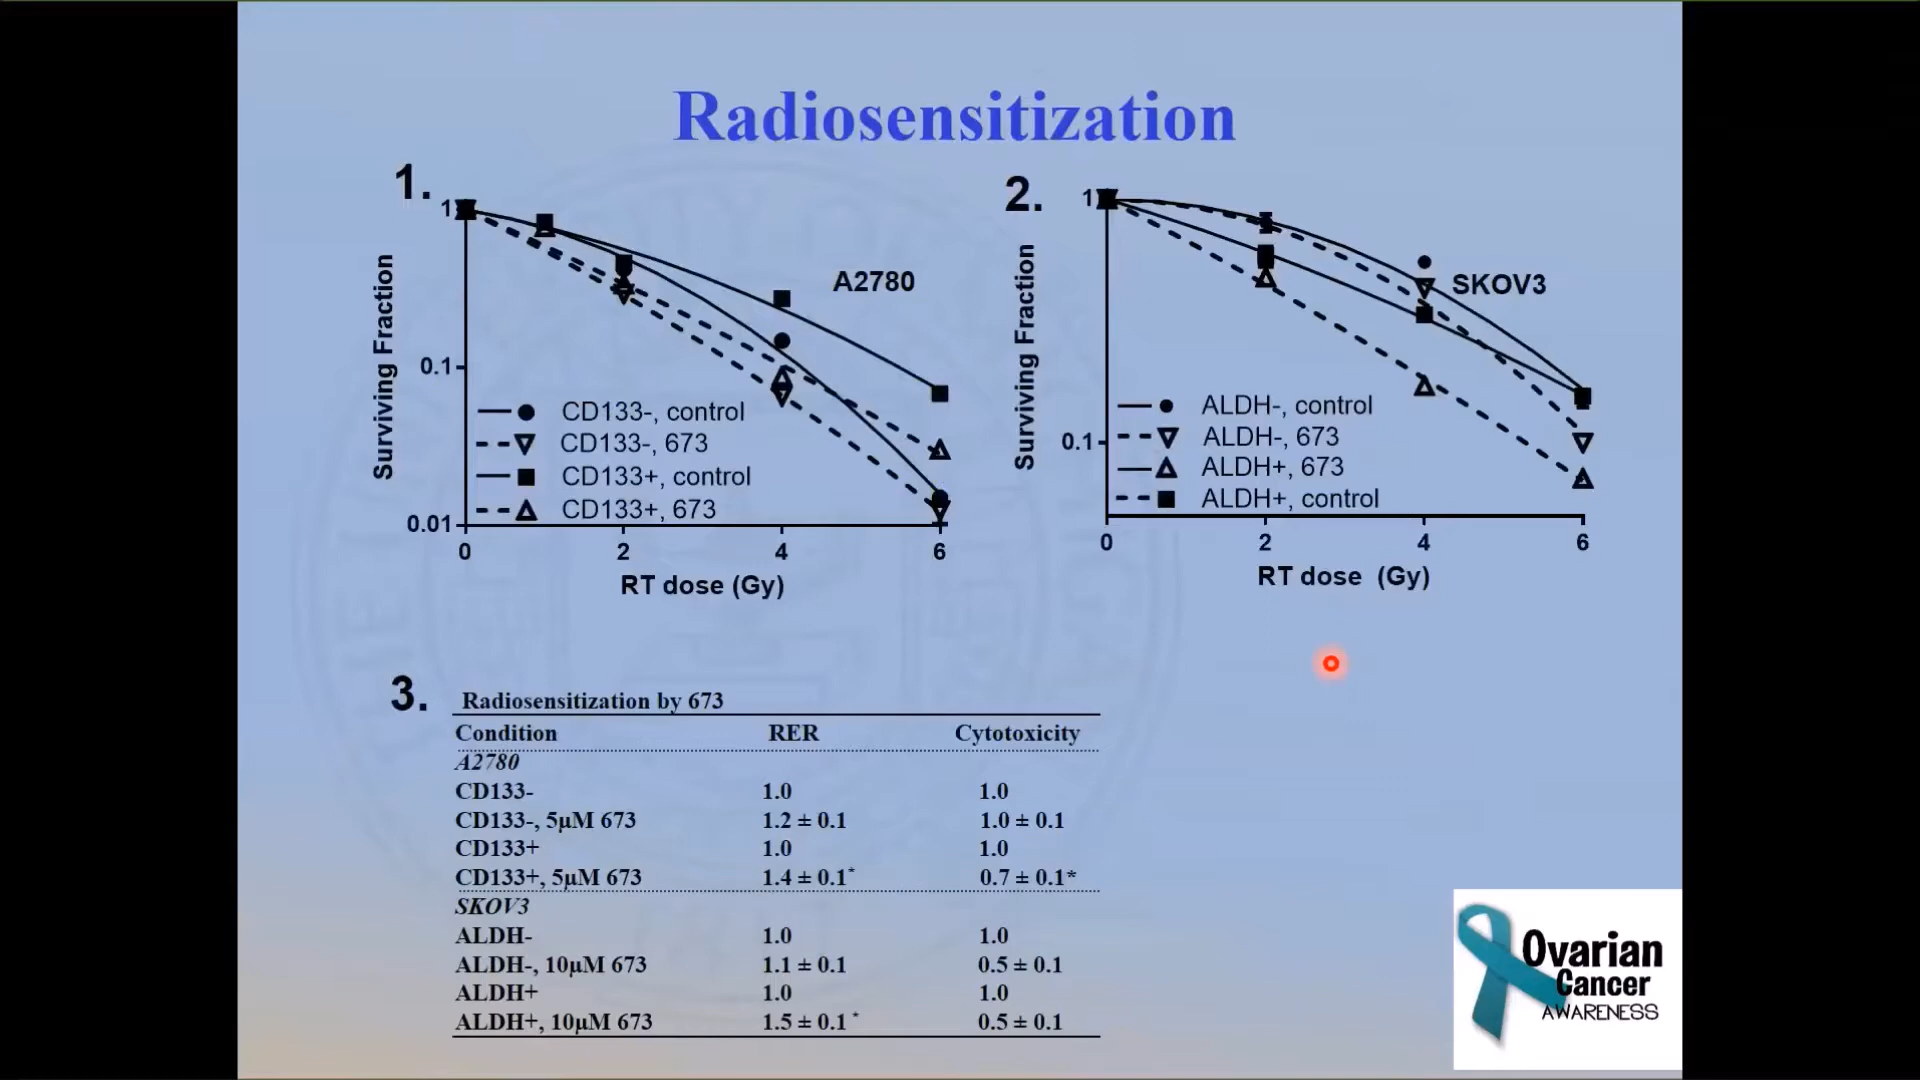 Radiosensitization
1.
1
0.1
0.01
Surviving Fraction
A2780
CD133-, control
CD133-, 673
CD133+, control
CD133+, 673
0 2 4 6
RT dose (Gy)
2.
1
0.1
Surviving Fraction
SKOV3
ALDH-, control
ALDH-, 673
ALDH+, 673
ALDH+, control
0 2 4 6
RT dose (Gy)
3.
Radiosensitization by 673
Condition RER Cytotoxicity
A2780
CD133- 1.0 1.0
CD133-, 5µM 673 1.2 ± 0.1 1.0 ± 0.1
CD133+ 1.0 1.0
CD133+, 5µM 673 1.4 ± 0.1* 0.7 ± 0.1*
SKOV3
ALDH- 1.0 1.0
ALDH-, 10µM 673 1.1 ± 0.1 0.5 ± 0.1
ALDH+ 1.0 1.0
ALDH+, 10µM 673 1.5 ± 0.1 * 0.5 ± 0.1
Ovarian
Cancer
AWARENESS